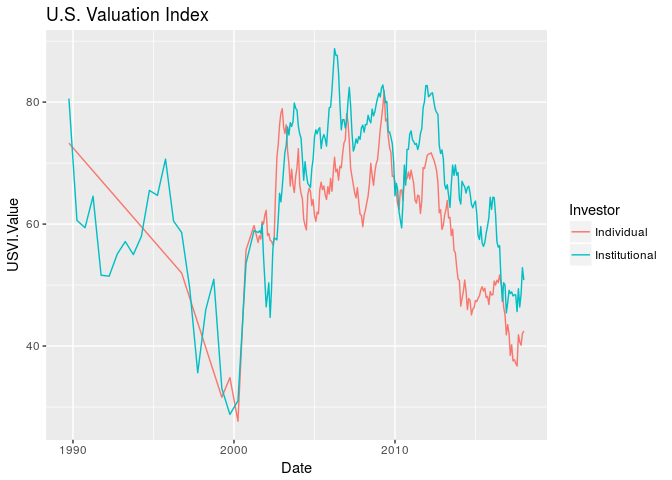 U.S. Valuation Index
USVI.Value
80
60
40
1990
2000
2010
Date
Investor
Individual
Institutional